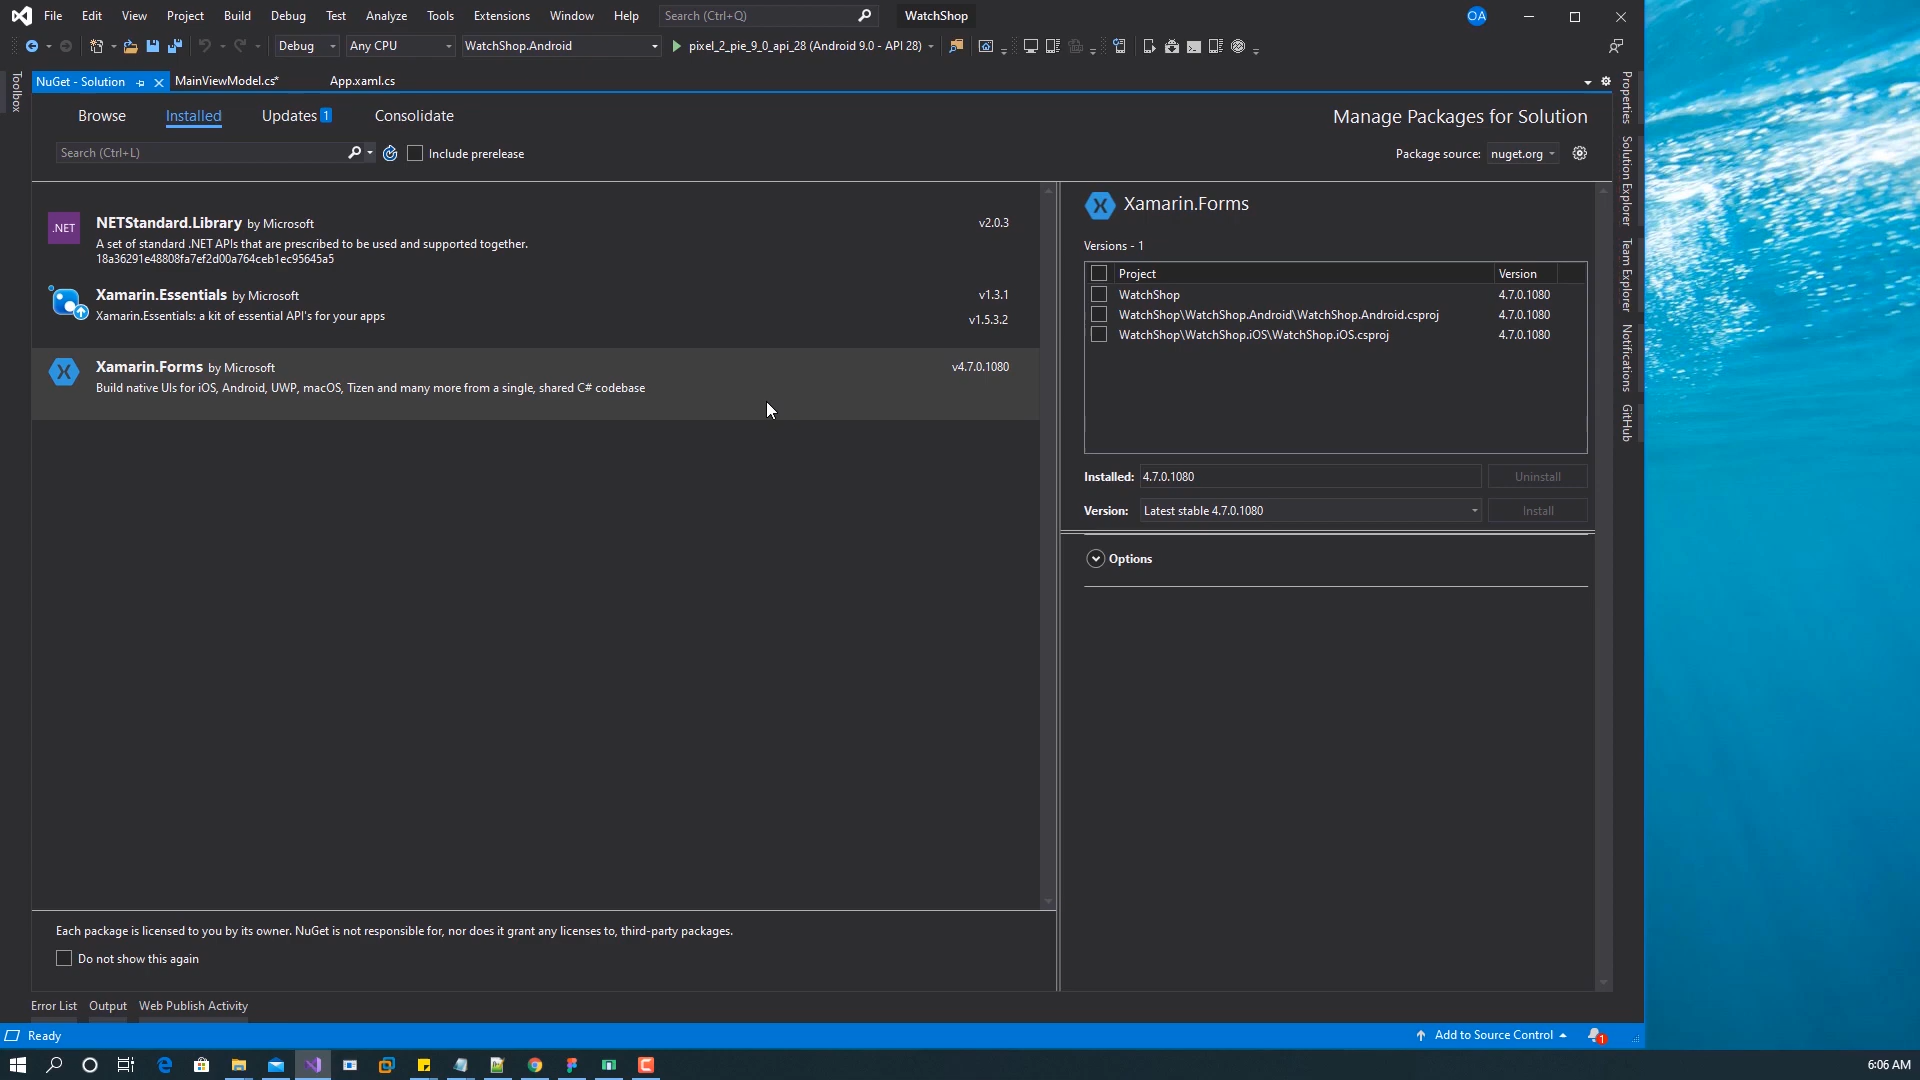 File Edit View Project Build Debug Test Analyze Tools Extensions Window Help Search (Ctrl+Q) WatchShop OA
Debug Any CPU WatchShop.Android pixel_2_pie_9_0_api_28 (Android 9.0 - API 28)
NuGet - Solution MainViewModel.cs* App.xaml.cs
Toolbox
Browse Installed Updates 1 Consolidate Manage Packages for Solution
Search (Ctrl+L) Include prerelease Package source: nuget.org
.NET
NETStandard.Library by Microsoft v2.0.3
A set of standard .NET APIs that are prescribed to be used and supported together.
18a36291e48808fa7ef2d00a764ceb1ec95645a5
Xamarin.Essentials by Microsoft v1.3.1
Xamarin.Essentials: a kit of essential API's for your apps v1.5.3.2
Xamarin.Forms by Microsoft v4.7.0.1080
Build native UIs for iOS, Android, UWP, macOS, Tizen and many more from a single, shared C# codebase
Xamarin.Forms
Versions - 1
Project Version
WatchShop 4.7.0.1080
WatchShop\WatchShop.Android\WatchShop.Android.csproj 4.7.0.1080
WatchShop\WatchShop.iOS\WatchShop.iOS.csproj 4.7.0.1080
Installed: 4.7.0.1080 Uninstall
Version: Latest stable 4.7.0.1080 Install
Options
Properties
Solution Explorer
Team Explorer
Notifications
GitHub
Each package is licensed to you by its owner. NuGet is not responsible for, nor does it grant any licenses to, third-party packages.
Do not show this again
Error List Output Web Publish Activity
Ready Add to Source Control 1
6:06 AM